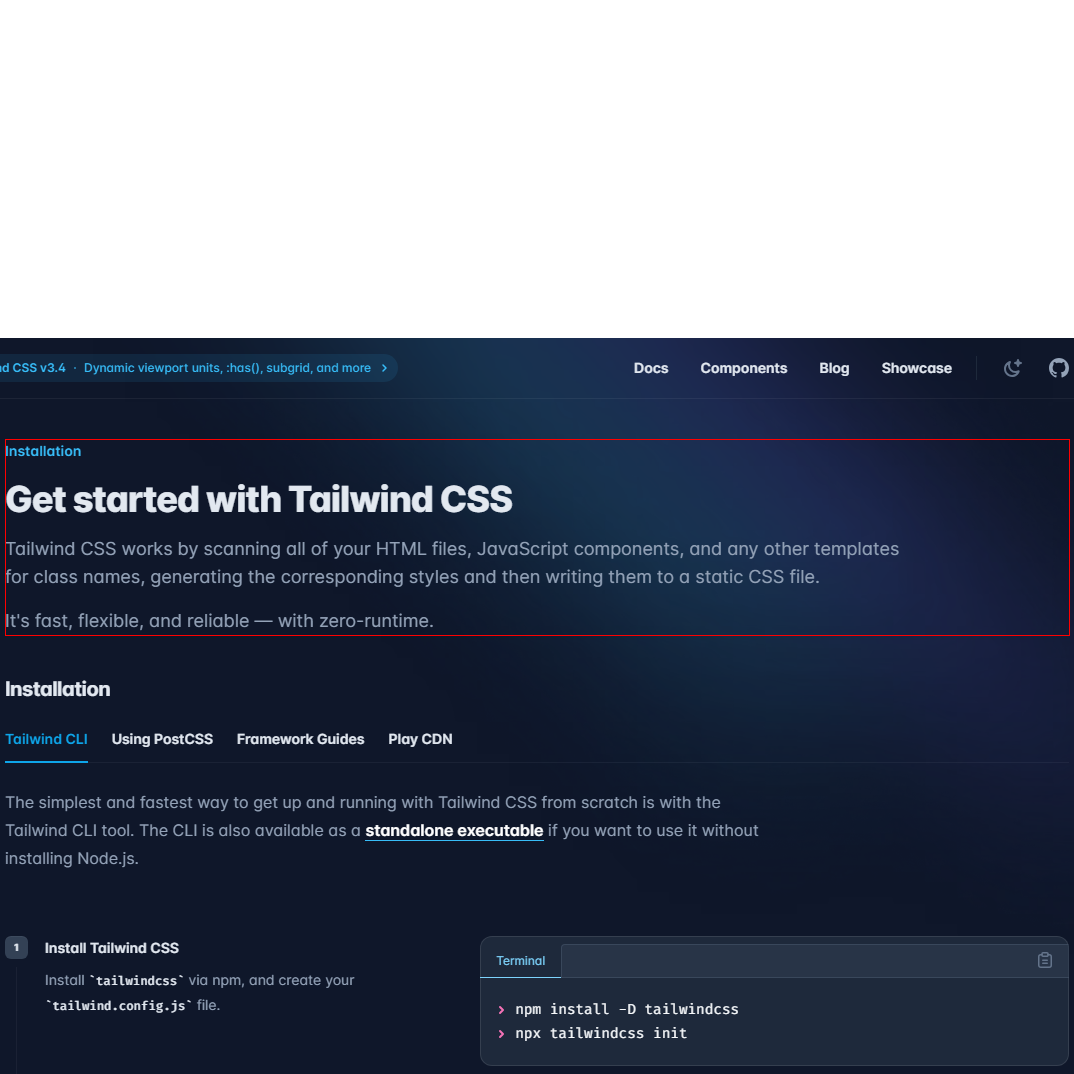 CSS v3.4 · Dynamic viewport units, :has(), subgrid, and more
Docs Components Blog Showcase
Installation
Get started with Tailwind CSS
Tailwind CSS works by scanning all of your HTML files, JavaScript components, and any other templates
for class names, generating the corresponding styles and then writing them to a static CSS file.
It's fast, flexible, and reliable — with zero-runtime.
Installation
Tailwind CLI Using PostCSS Framework Guides Play CDN
The simplest and fastest way to get up and running with Tailwind CSS from scratch is with the
Tailwind CLI tool. The CLI is also available as a standalone executable if you want to use it without
installing Node.js.
1 Install Tailwind CSS
Install `tailwindcss` via npm, and create your
`tailwind.config.js` file.
Terminal
› npm install -D tailwindcss
› npx tailwindcss init